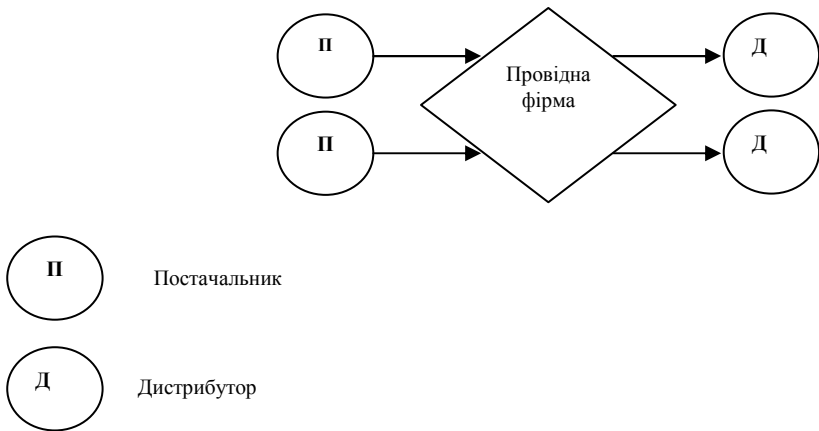 П
Д
Провідна
фірма
П
Д
П
Постачальник
Д
Дистрибутор